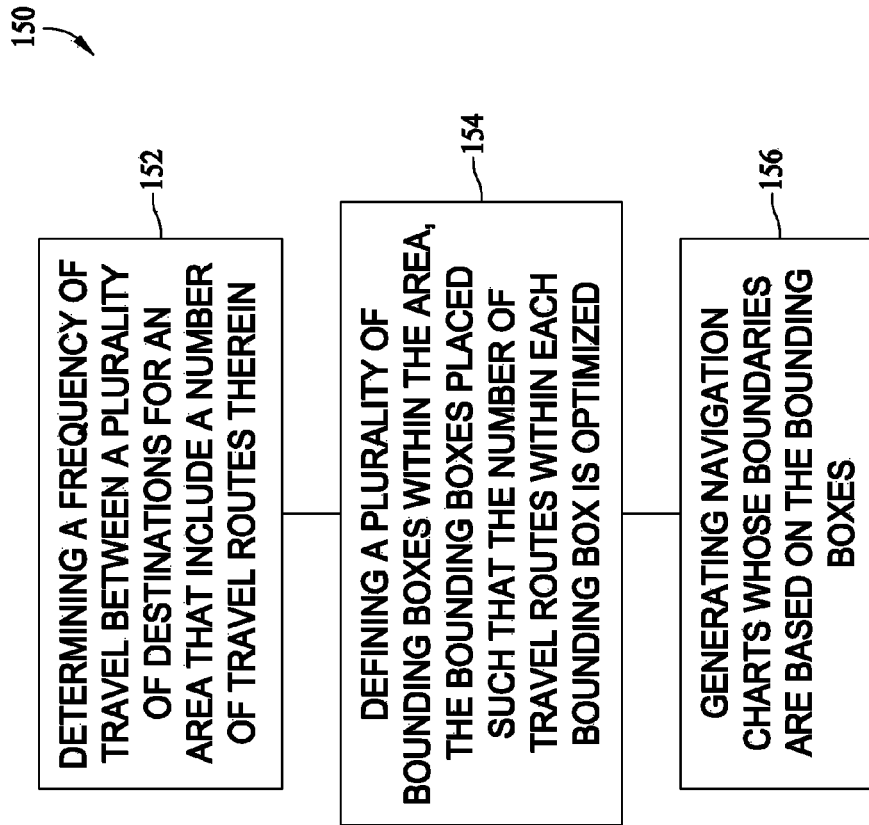 150
152
DETERMINING A FREQUENCY OF
TRAVEL BETWEEN A PLURALITY
OF DESTINATIONS FOR AN
AREA THAT INCLUDE A NUMBER
OF TRAVEL ROUTES THEREIN
154
DEFINING A PLURALITY OF
BOUNDING BOXES WITHIN THE AREA,
THE BOUNDING BOXES PLACED
SUCH THAT THE NUMBER OF
TRAVEL ROUTES WITHIN EACH
BOUNDING BOX IS OPTIMIZED
156
GENERATING NAVIGATION
CHARTS WHOSE BOUNDARIES
ARE BASED ON THE BOUNDING
BOXES